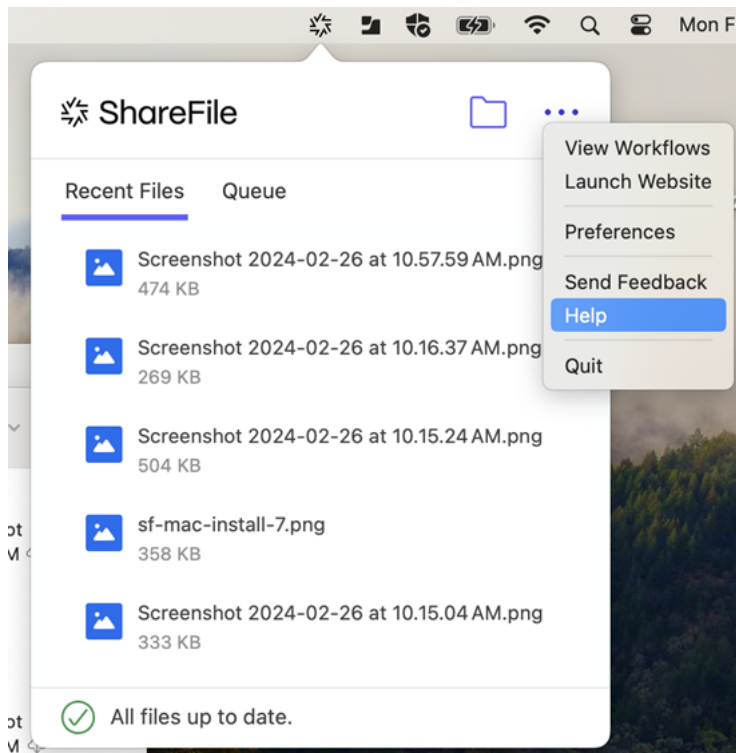 Mon F
ShareFile
View Workflows
Launch Website
Recent Files
Queue
Preferences
Screenshot 2024-02-26 at 10.57.59 AM.png
474 KB
Send Feedback
Help
Screenshot 2024-02-26 at 10.16.37 AM.png
269 KB
Quit
Screenshot 2024-02-26 at 10.15.24 AM.png
504 KB
sf-mac-install-7.png
358 KB
ot
M
Screenshot 2024-02-26 at 10.15.04 AM.png
333 KB
All files up to date.
ot
M